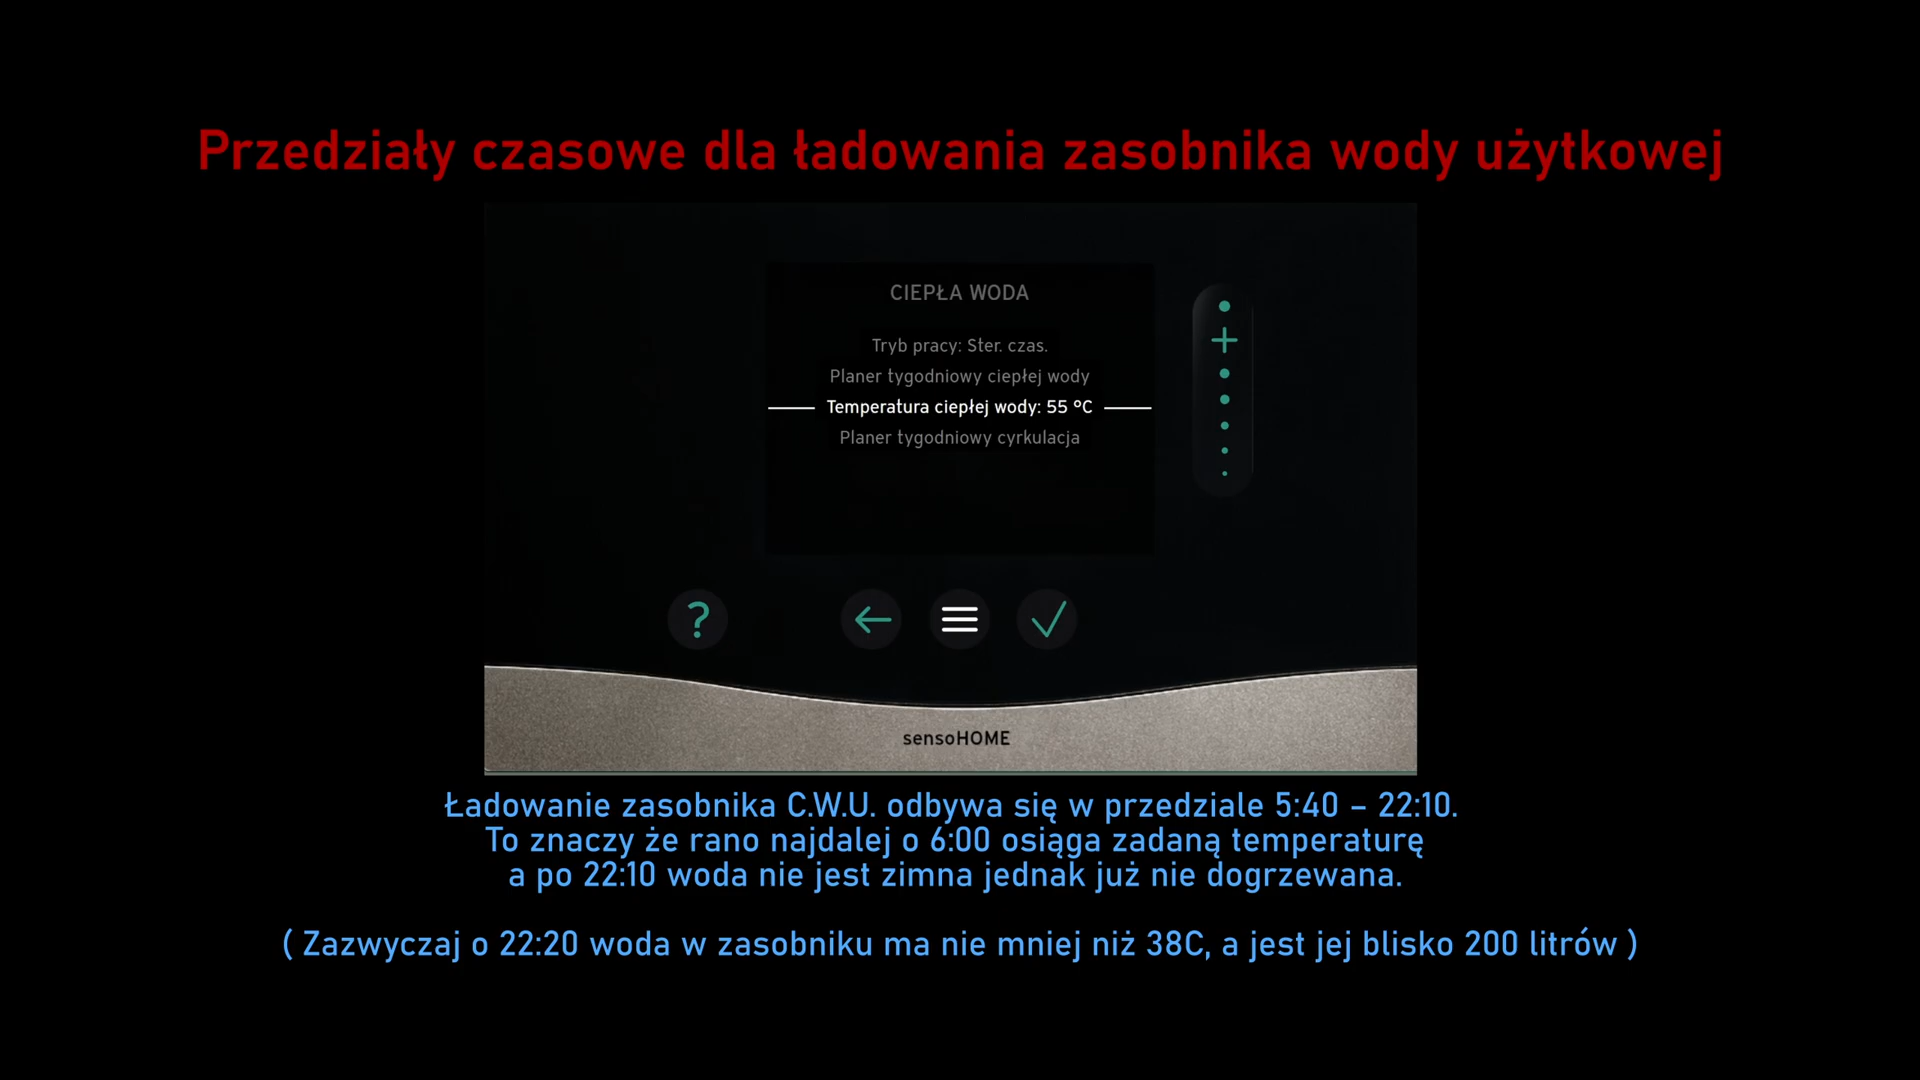 Przedziały czasowe dla ładowania zasobnika wody użytkowej
CIEPŁA WODA
Tryb pracy: Ster. czas.
Planer tygodniowy ciepłej wody
Temperatura ciepłej wody: 55 °C
Planer tygodniowy cyrkulacja
?
sensoHOME
Ładowanie zasobnika C.W.U. odbywa się w przedziale 5:40 – 22:10.
To znaczy że rano najdalej o 6:00 osiąga zadaną temperaturę
a po 22:10 woda nie jest zimna jednak już nie dogrzewana.
( Zazwyczaj o 22:20 woda w zasobniku ma nie mniej niż 38C, a jest jej blisko 200 litrów )